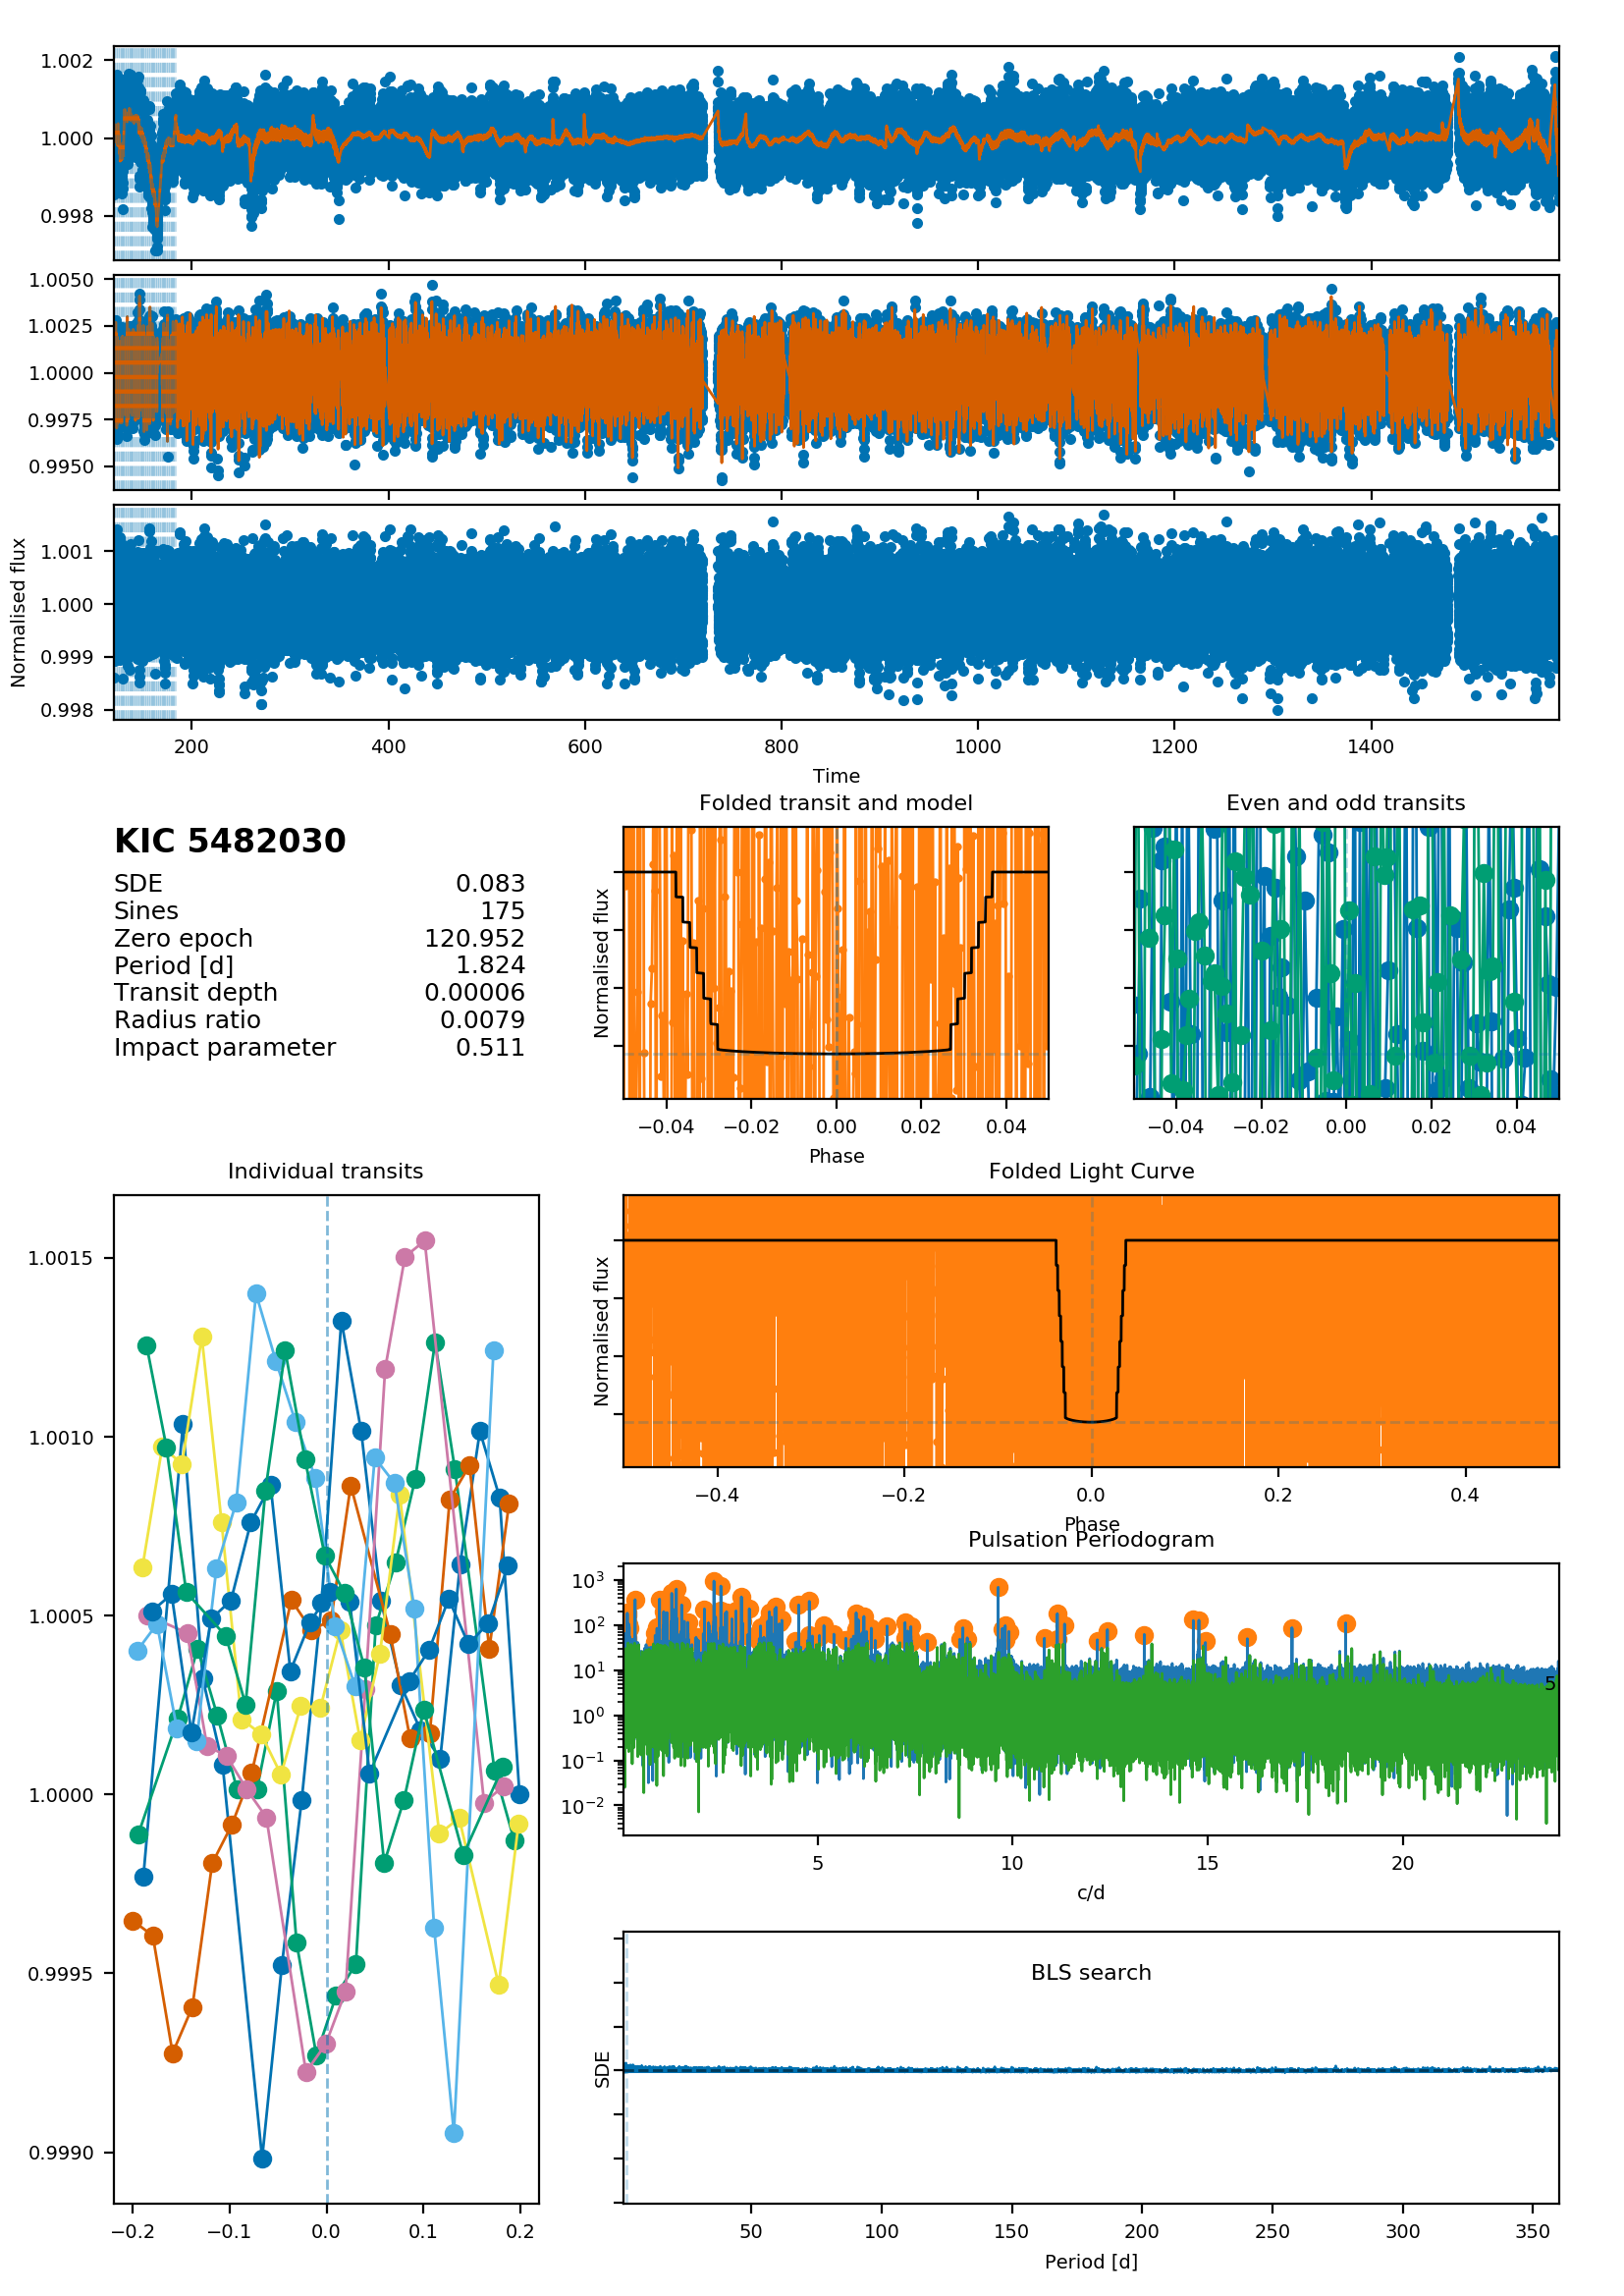 1.002
1.000
0.998
1.0050
1.0025
1.0000
0.9975
0.9950
Normalised flux
1.001
1.000
0.999
0.998
200 400 600 800 1000 1200 1400
Time
KIC 5482030
SDE 0.083
Sines 175
Zero epoch 120.952
Period [d] 1.824
Transit depth 0.00006
Radius ratio 0.0079
Impact parameter 0.511
Folded transit and model
Normalised flux
−0.04 −0.02 0.00 0.02 0.04
Phase
Even and odd transits
−0.04 −0.02 0.00 0.02 0.04
Individual transits
1.0015
1.0010
1.0005
1.0000
0.9995
0.9990
−0.2 −0.1 0.0 0.1 0.2
Folded Light Curve
Normalised flux
−0.4 −0.2 0.0 0.2 0.4
Phase
Pulsation Periodogram
10³
10²
10¹
10⁰
10⁻¹
10⁻²
5
5 10 15 20
c/d
BLS search
SDE
50 100 150 200 250 300 350
Period [d]